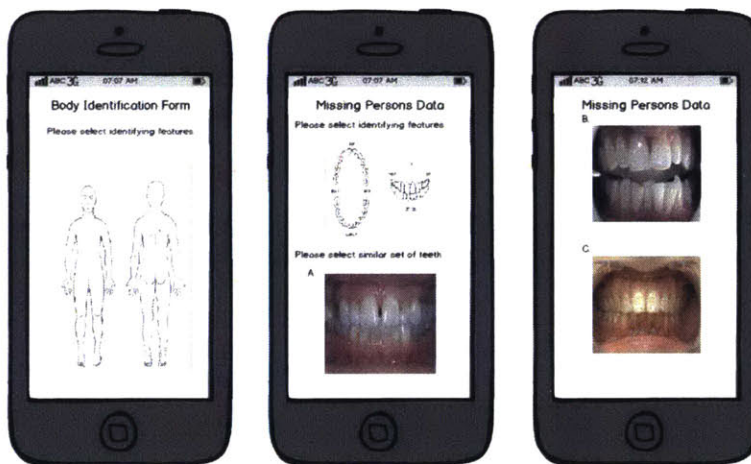 ABC 3G 07:07 AM
Body Identification Form
Please select identifying features
ABC 3G 07:07 AM
Missing Persons Data
Please select identifying features
Please select similar set of teeth
A.
ABC 3G 07:12 AM
Missing Persons Data
B.
C.